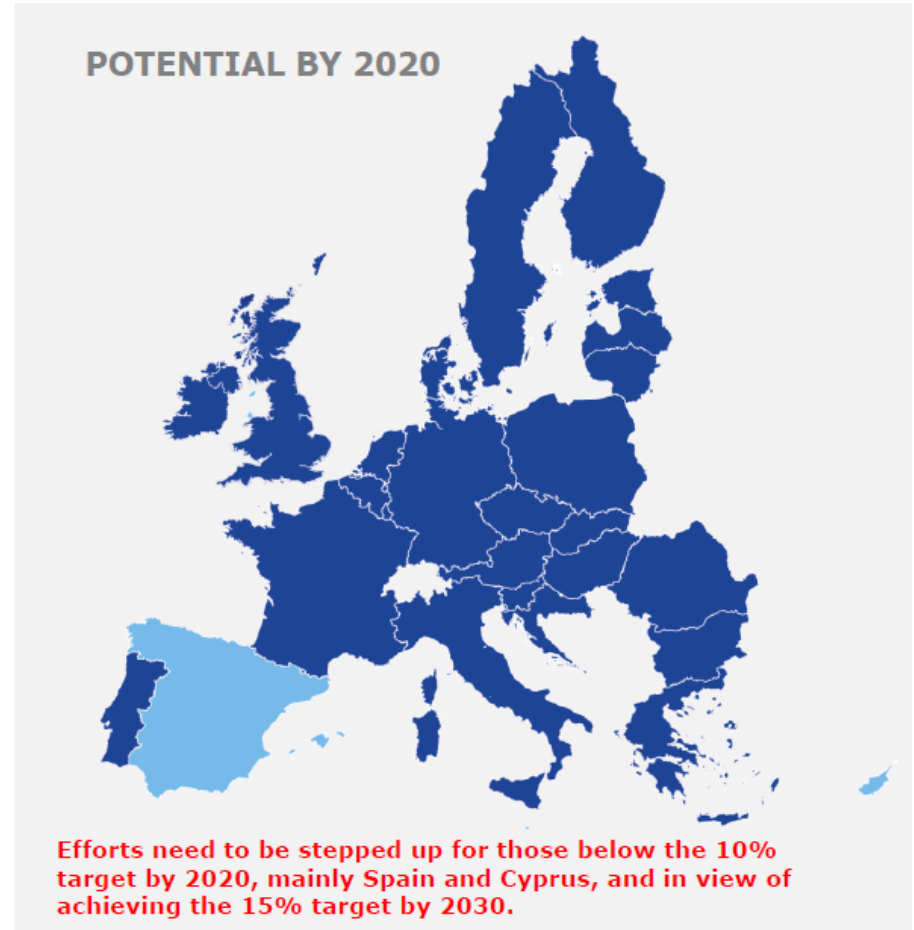 POTENTIAL BY 2020
Efforts need to be stepped up for those below the 10%
target by 2020, mainly Spain and Cyprus, and in view of
achieving the 15% target by 2030.